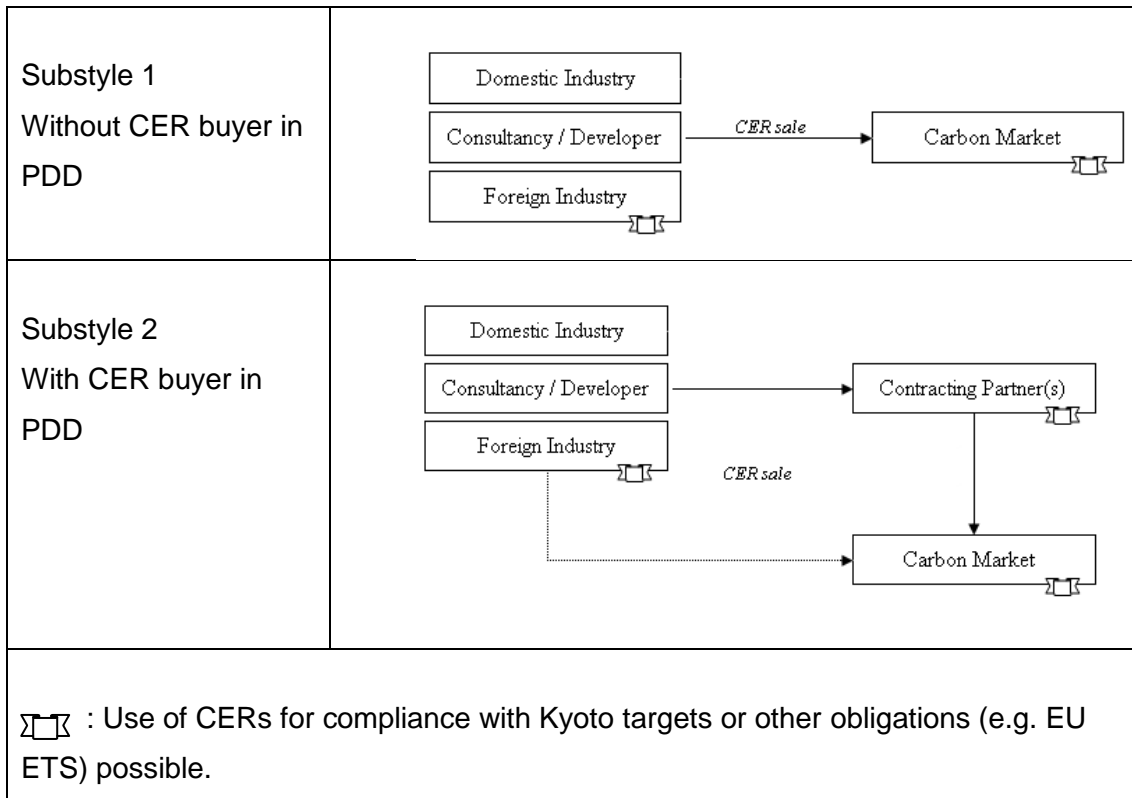 Substyle 1
Without CER buyer in
PDD
Domestic Industry
Consultancy / Developer
Foreign Industry
CER sale
Carbon Market
Substyle 2
With CER buyer in
PDD
Domestic Industry
Consultancy / Developer
Foreign Industry
Contracting Partner(s)
CER sale
Carbon Market
: Use of CERs for compliance with Kyoto targets or other obligations (e.g. EU
ETS) possible.